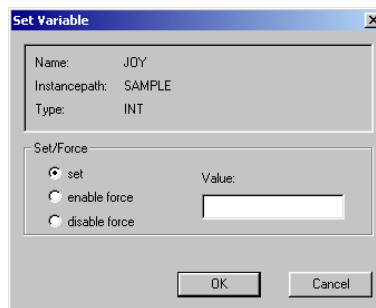 Set Variable
Name: JOY
Instancepath: SAMPLE
Type: INT
Set/Force
set
Value:
enable force
disable force
OK Cancel